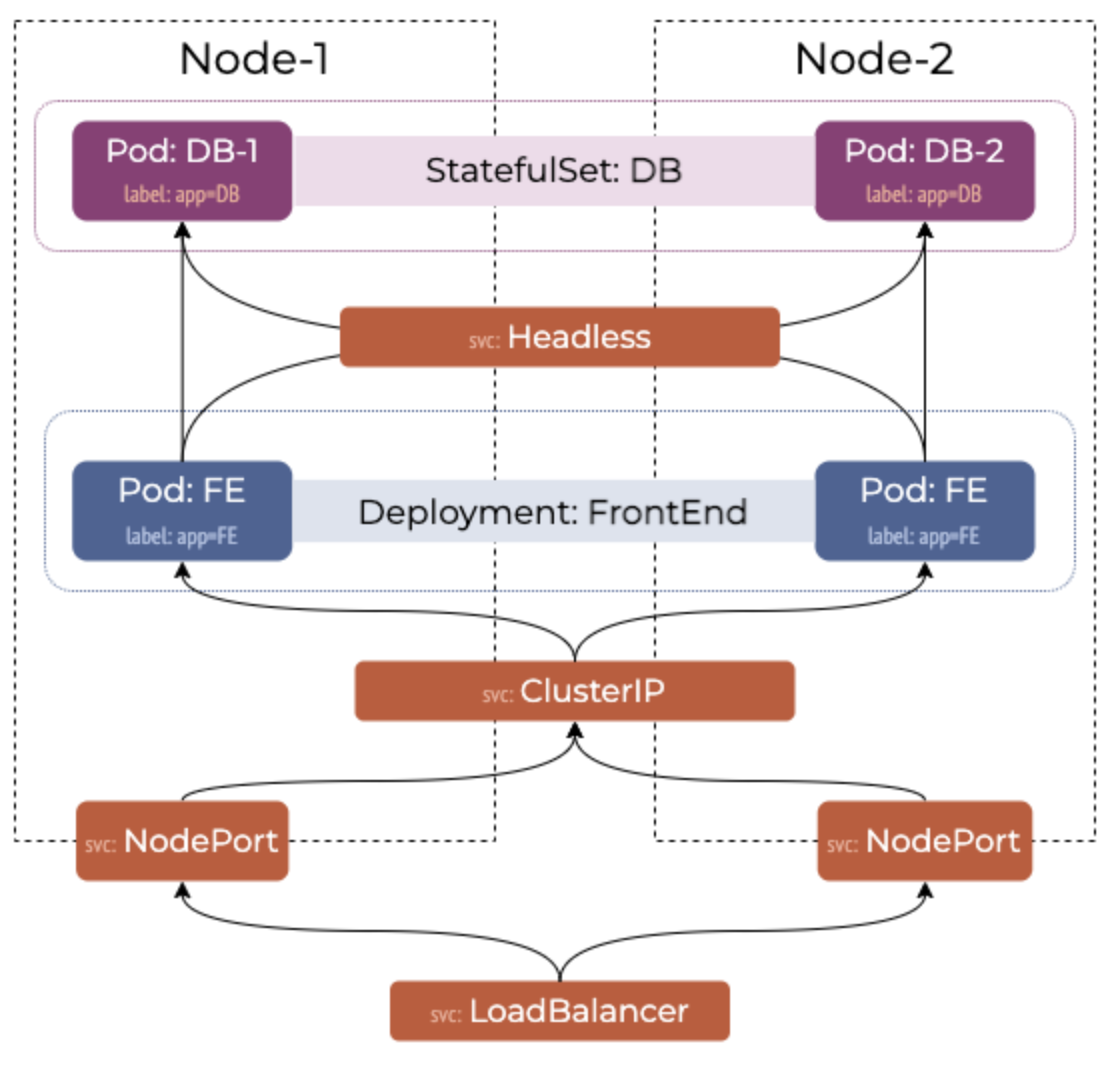 Node-1
Node-2
Pod: DB-1
label: app=DB
StatefulSet: DB
Pod: DB-2
label: app=DB
svc: Headless
Pod: FE
label: app=FE
Deployment: FrontEnd
Pod: FE
label: app=FE
svc: ClusterIP
svc: NodePort
svc: NodePort
svc: LoadBalancer